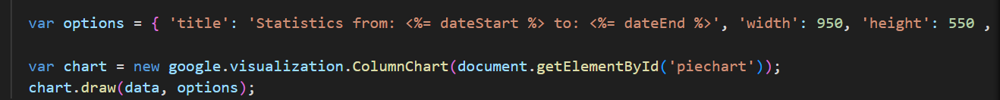 var options = { 'title': 'Statistics from: <%= dateStart %> to: <%= dateEnd %>', 'width': 950, 'height': 550 ,
var chart = new google.visualization.ColumnChart(document.getElementById('piechart'));
chart.draw(data, options);